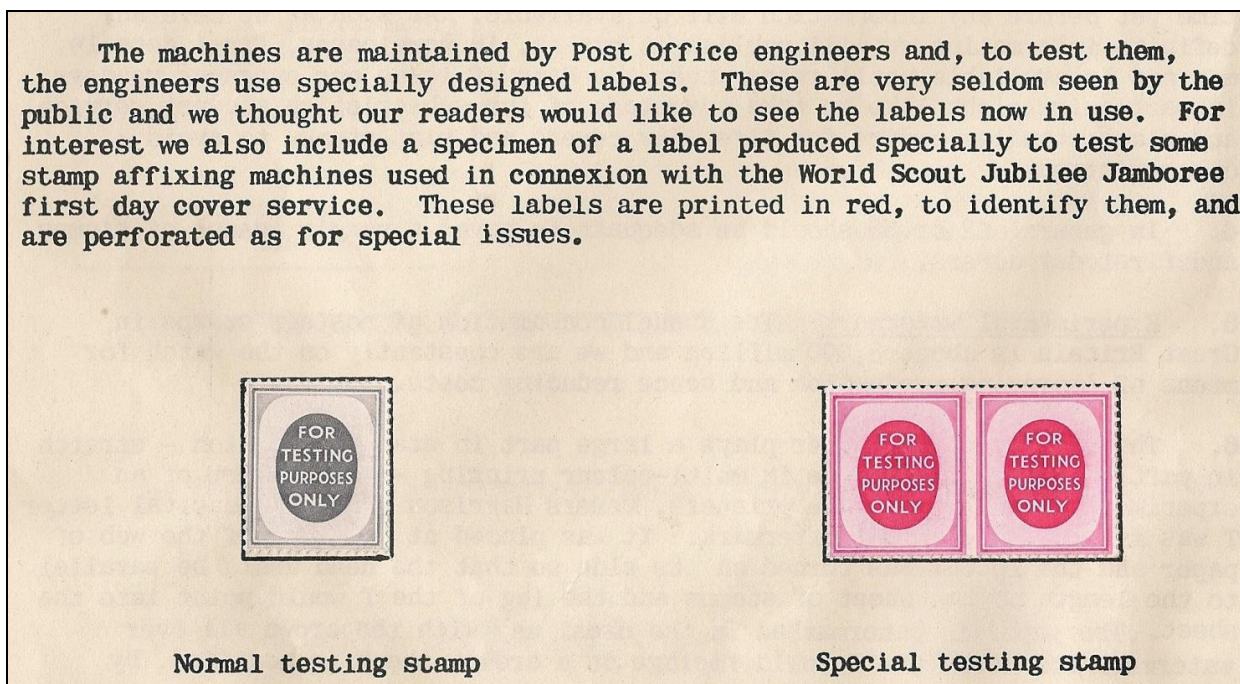 The machines are maintained by Post Office engineers and, to test them,
the engineers use specially designed labels. These are very seldom seen by the
public and we thought our readers would like to see the labels now in use. For
interest we also include a specimen of a label produced specially to test some
stamp affixing machines used in connexion with the World Scout Jubilee Jamboree
first day cover service. These labels are printed in red, to identify them, and
are perforated as for special issues.
FOR
TESTING
PURPOSES
ONLY
FOR
TESTING
PURPOSES
ONLY
FOR
TESTING
PURPOSES
ONLY
Normal testing stamp
Special testing stamp